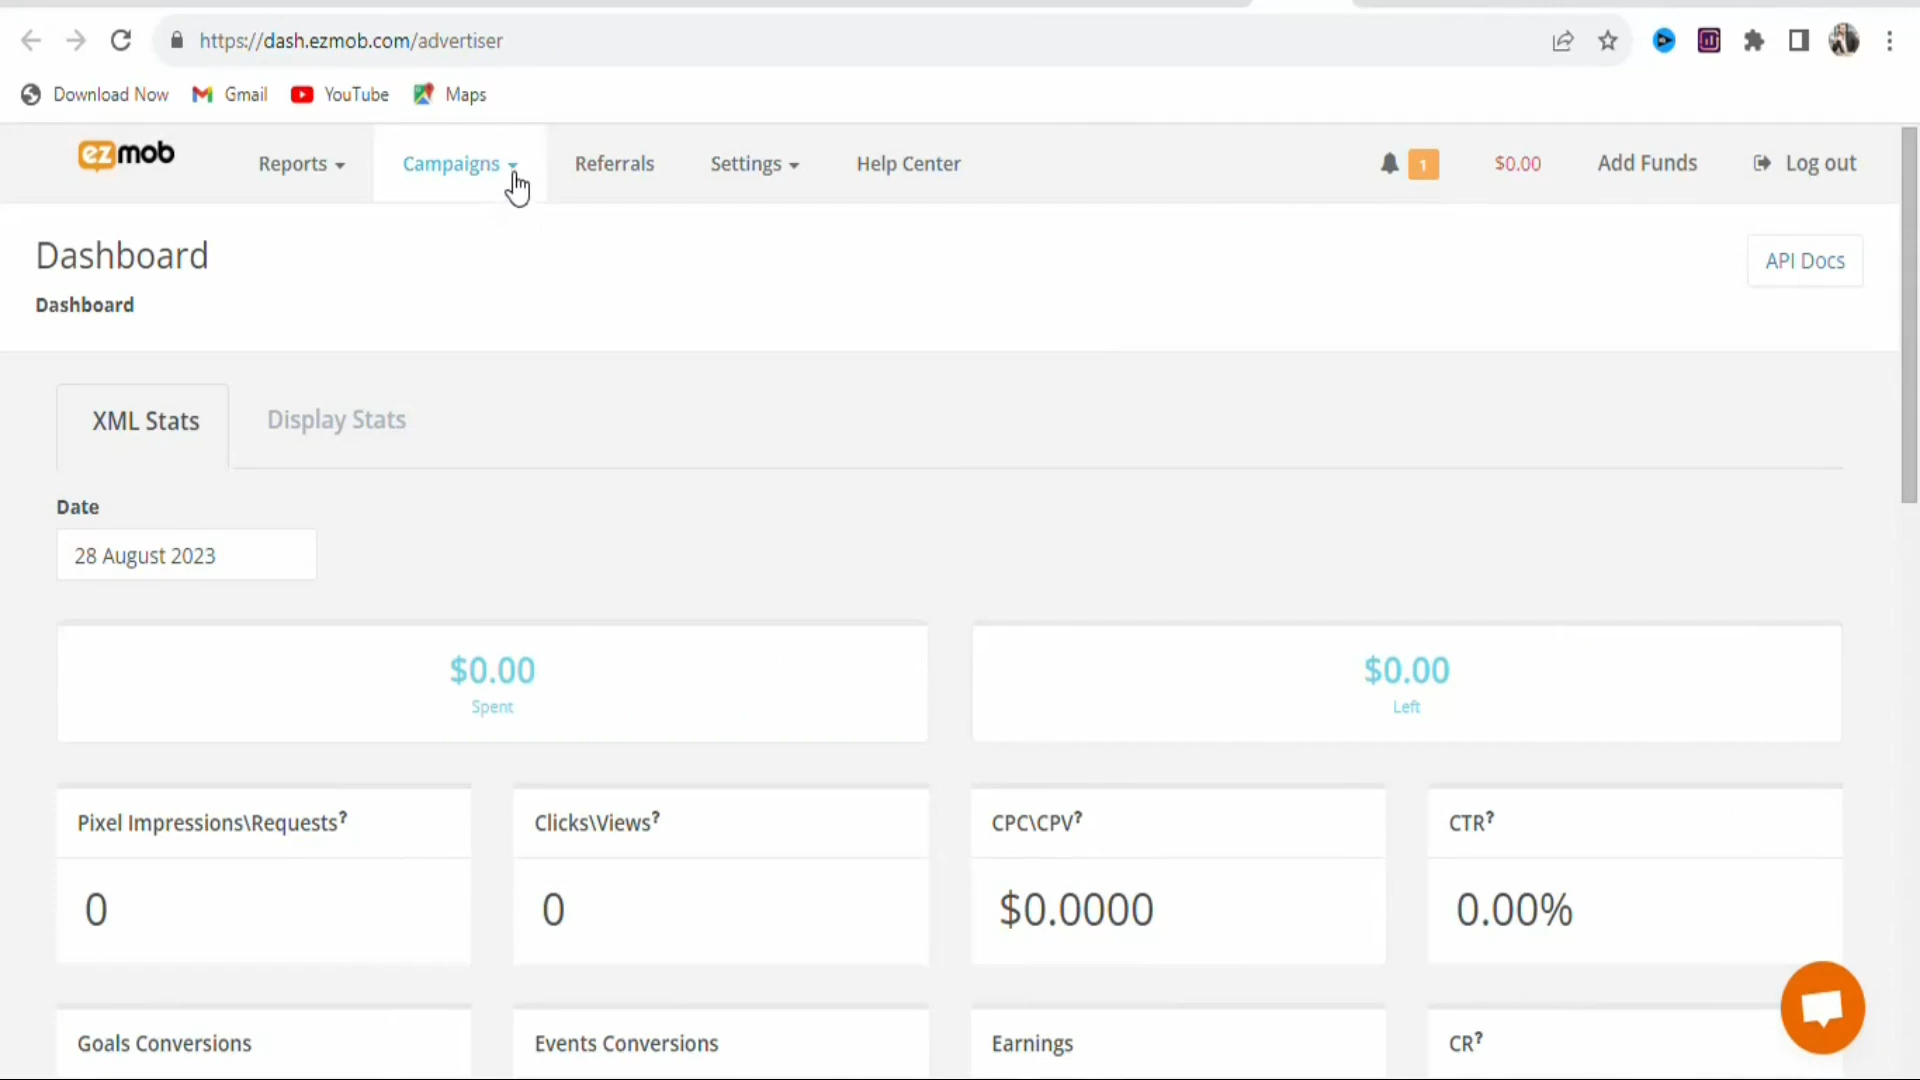 https://dash.ezmob.com/advertiser
Download Now Gmail YouTube Maps
ezmob Reports Campaigns Referrals Settings Help Center 1 $0.00 Add Funds Log out
Dashboard
API Docs
Dashboard
XML Stats Display Stats
Date
28 August 2023
$0.00 $0.00
Spent Left
Pixel Impressions\Requests? Clicks\Views? CPC\CPV? CTR?
0 0 $0.0000 0.00%
Goals Conversions Events Conversions Earnings CR?